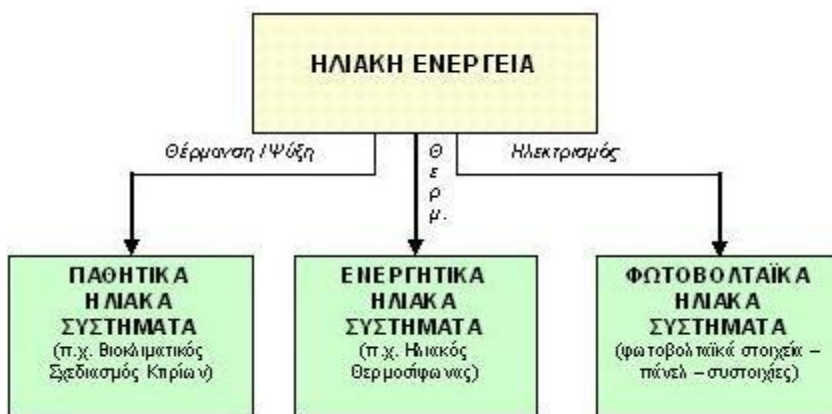 ΗΛΙΑΚΗ ΕΝΕΡΓΕΙΑ
Θέρμανση /Ψύξη
Θερμ.
Ηλεκτρισμός
ΠΑΘΗΤΙΚΑ
ΗΛΙΑΚΑ
ΣΥΣΤΗΜΑΤΑ
(π.χ. Βιοκλιματικός
Σχεδιασμός Κτιρίων)
ΕΝΕΡΓΗΤΙΚΑ
ΗΛΙΑΚΑ
ΣΥΣΤΗΜΑΤΑ
(π.χ. Ηλιακός
Θερμοσίφωνας)
ΦΩΤΟΒΟΛΤΑΪΚΑ
ΗΛΙΑΚΑ
ΣΥΣΤΗΜΑΤΑ
(φωτοβολταϊκά στοιχεία –
πάνελ – συστοιχίες)